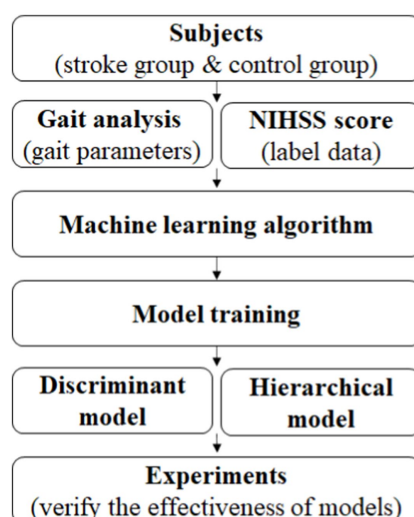 Subjects
(stroke group & control group)
Gait analysis
(gait parameters)
NIHSS score
(label data)
Machine learning algorithm
Model training
Discriminant
model
Hierarchical
model
Experiments
(verify the effectiveness of models)